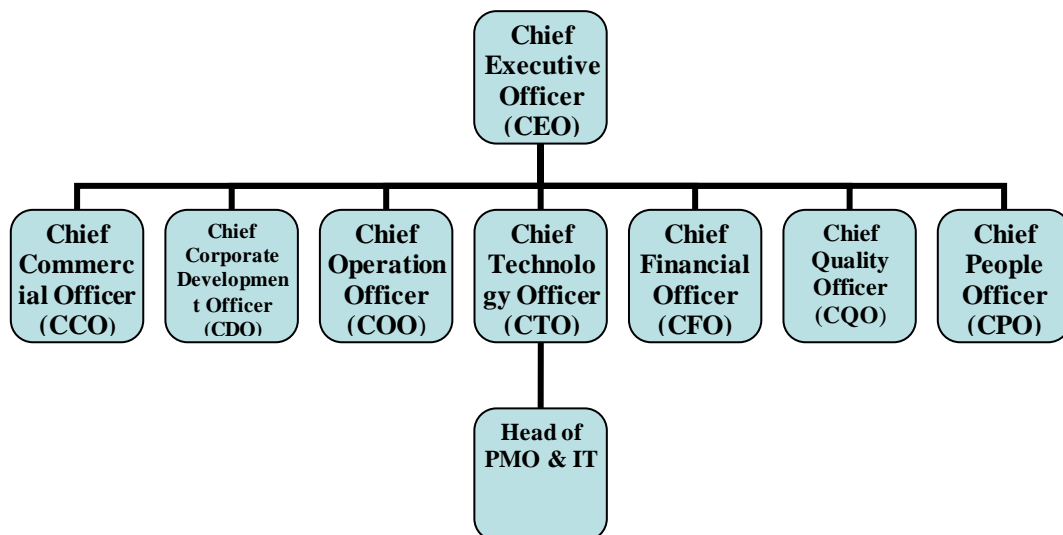 Chief
Executive
Officer
(CEO)
Chief
Commerc
ial Officer
(CCO)
Chief
Corporate
Developmen
t Officer
(CDO)
Chief
Operation
Officer
(COO)
Chief
Technolo
gy Officer
(CTO)
Chief
Financial
Officer
(CFO)
Chief
Quality
Officer
(CQO)
Chief
People
Officer
(CPO)
Head of
PMO & IT